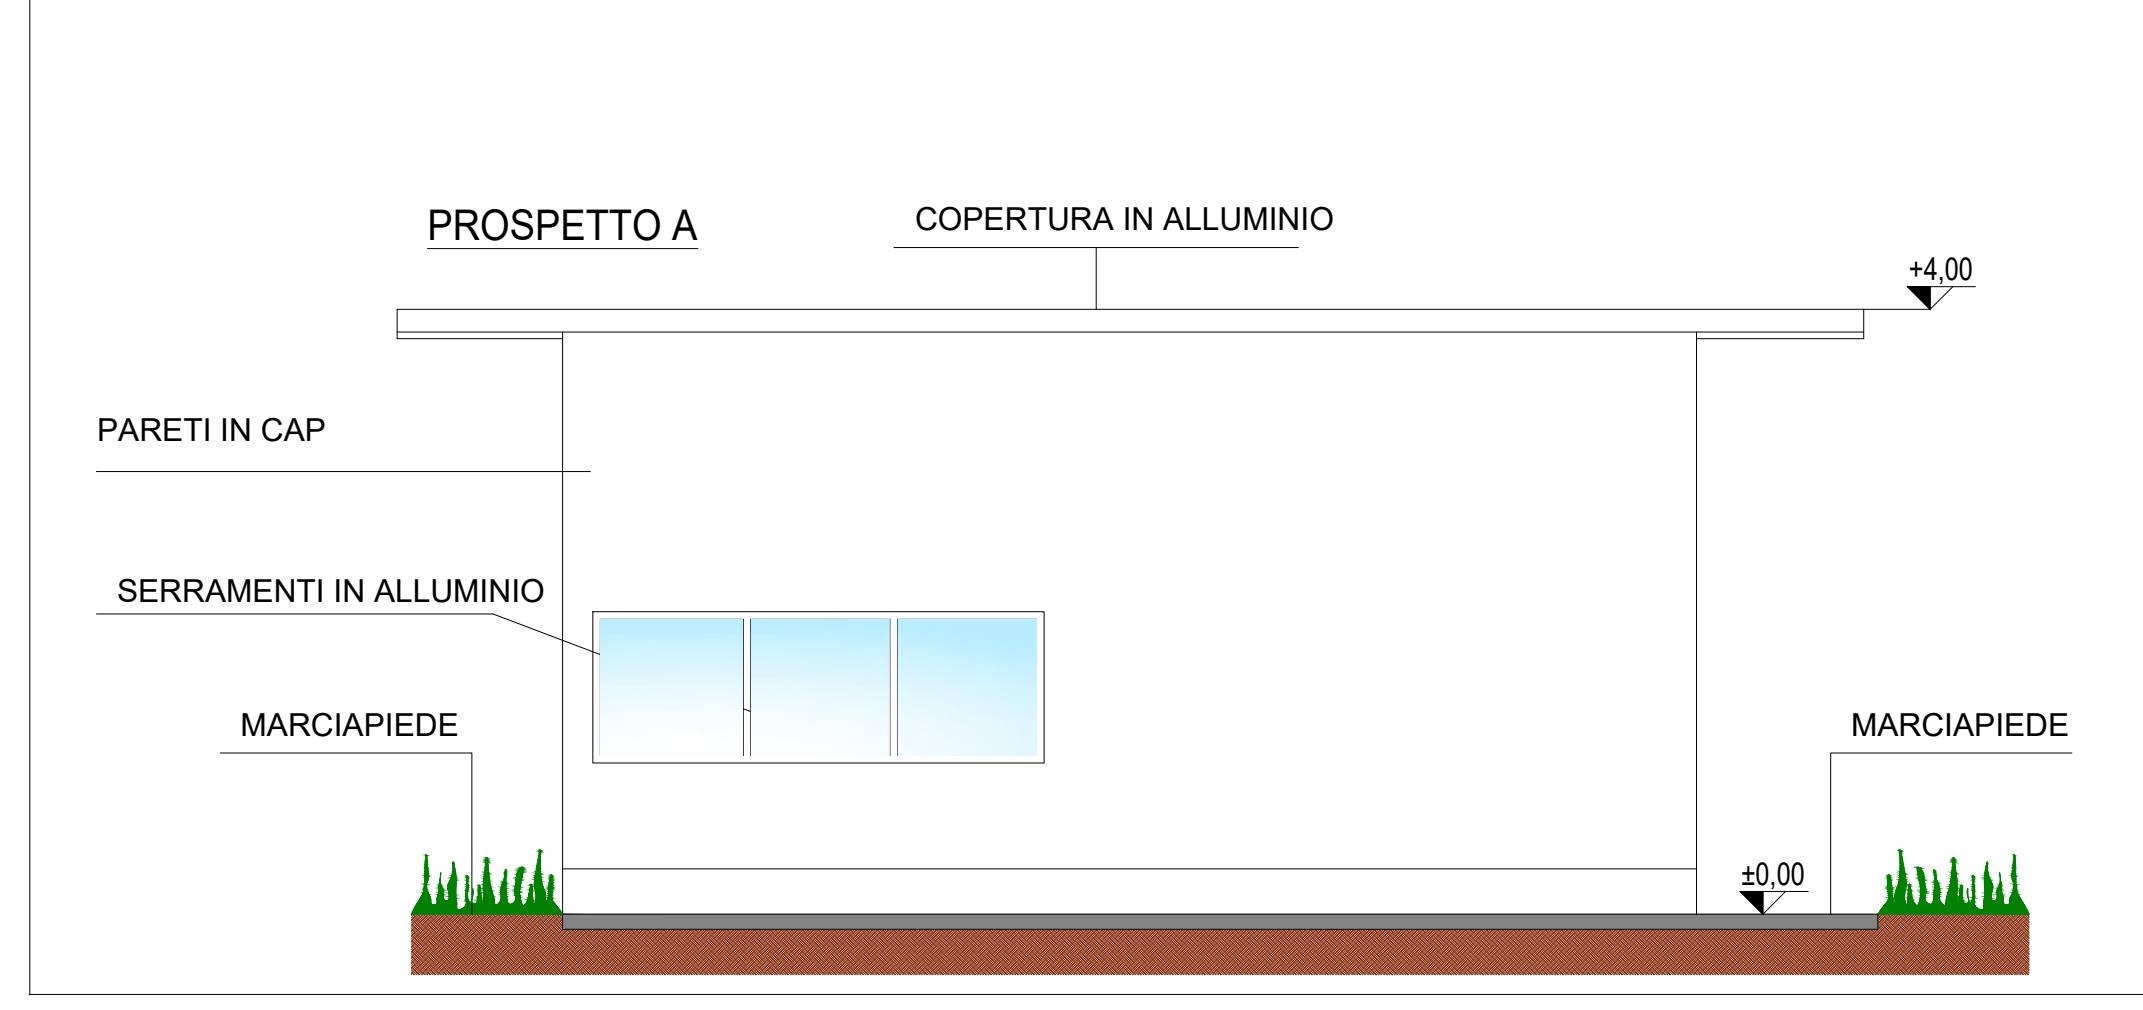 PROSPETTO A
COPERTURA IN ALLUMINIO
+4,00
PARETI IN CAP
SERRAMENTI IN ALLUMINIO
MARCIAPIEDE
MARCIAPIEDE
±0,00